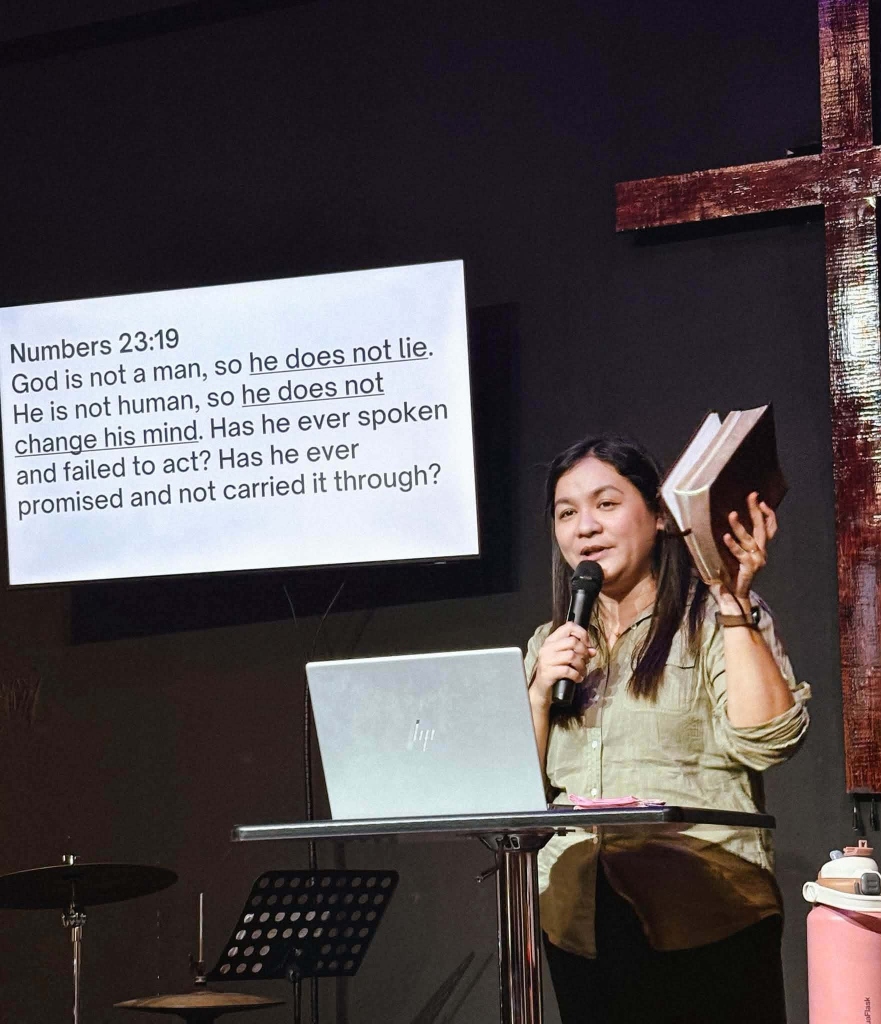 Numbers 23:19
God is not a man, so he does not lie.
He is not human, so he does not
change his mind. Has he ever spoken
and failed to act? Has he ever
promised and not carried it through?
hp